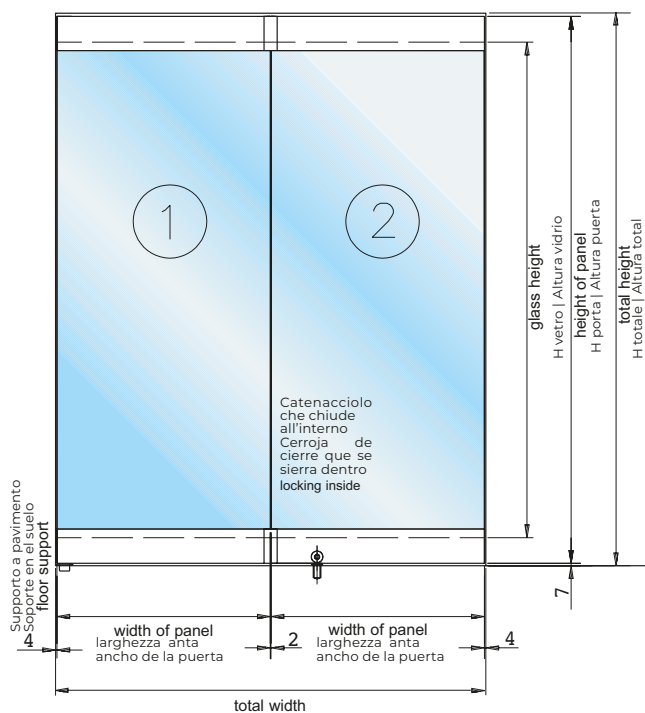 1
2
glass height
H vetro | Altura vidrio
height of panel
H porta | Altura puerta
total height
H totale | Altura total
Catenacciolo
che chiude
all'interno
Cerroja de
cierre que se
sierra dentro
locking inside
Supporto a pavimento
Soporte en el suelo
floor support
7
4
width of panel
larghezza anta
ancho de la puerta
2
width of panel
larghezza anta
ancho de la puerta
4
total width